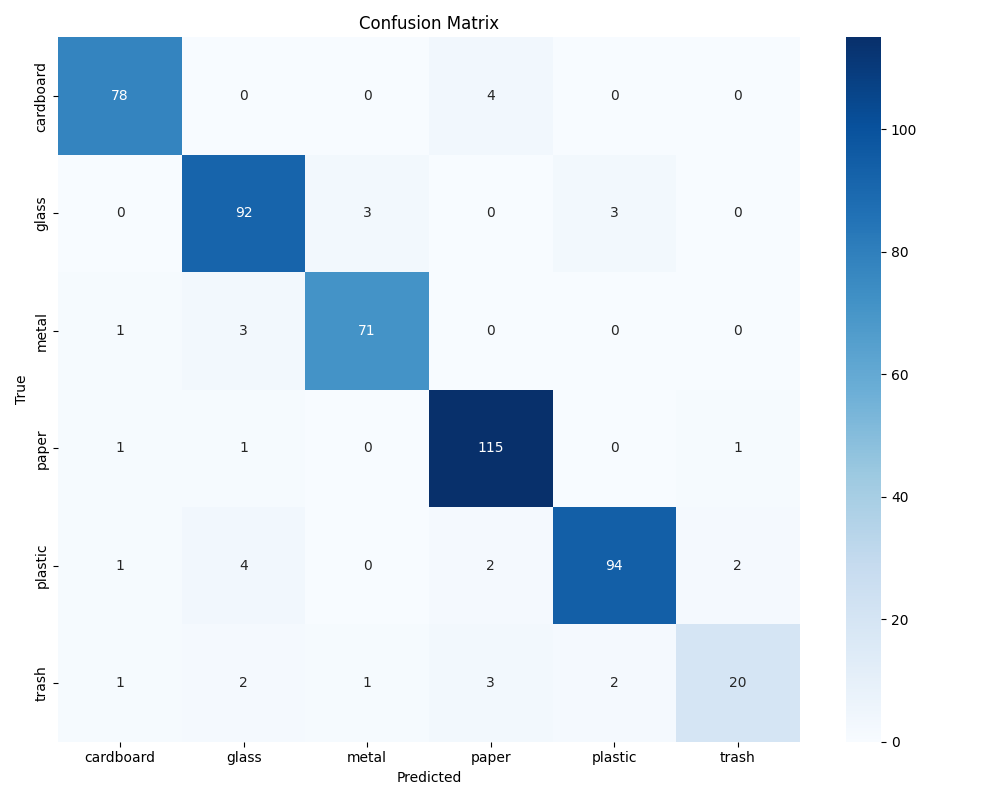 Confusion Matrix
True
cardboard 78 0 0 4 0 0
glass 0 92 3 0 3 0
metal 1 3 71 0 0 0
paper 1 1 0 115 0 1
plastic 1 4 0 2 94 2
trash 1 2 1 3 2 20
cardboard glass metal paper plastic trash
Predicted
100
80
60
40
20
0